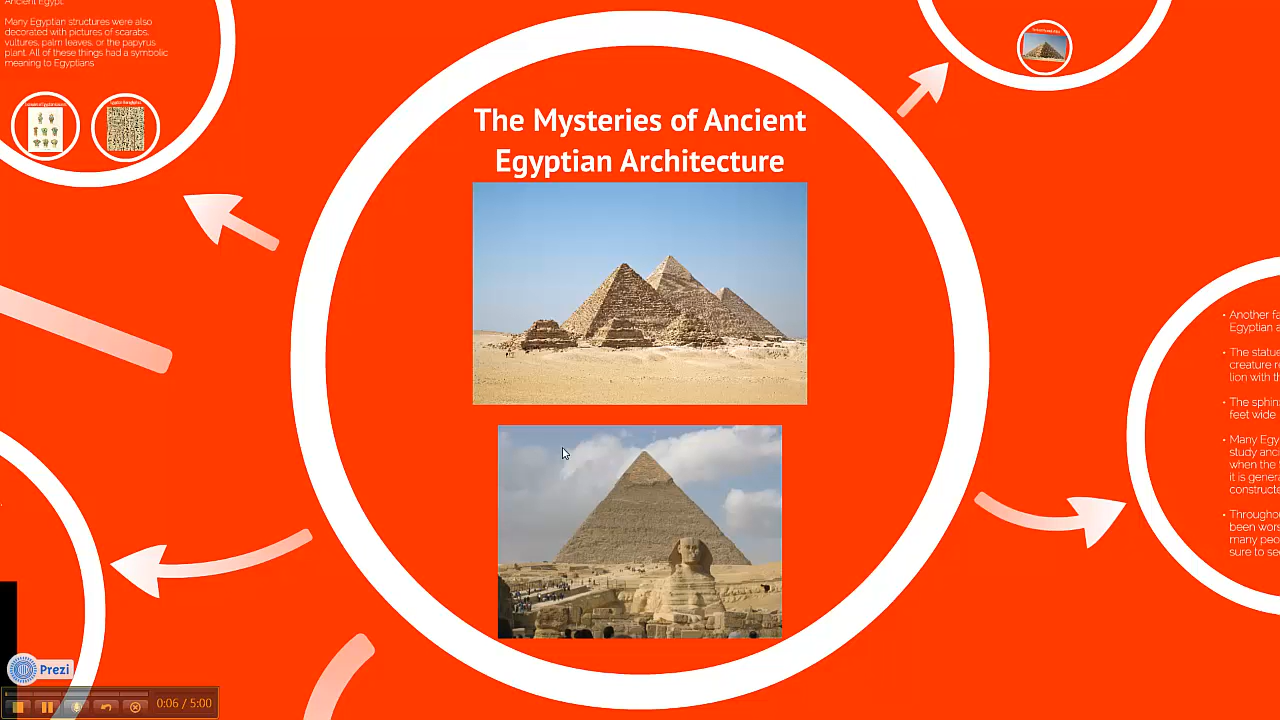 Ancient Egypt.
Many Egyptian structures were also
decorated with pictures of scarabs,
vultures, palm leaves, or the papyrus
plant. All of these things had a symbolic
meaning to Egyptians
The Mysteries of Ancient
Egyptian Architecture
• Another fa
Egyptian a
• The statue
creature re
lion with th
• The sphin
feet wide
• Many Egy
study anci
when the
it is genera
constructe
• Througho
been wors
many peo
sure to se
Prezi
0:06 / 5:00